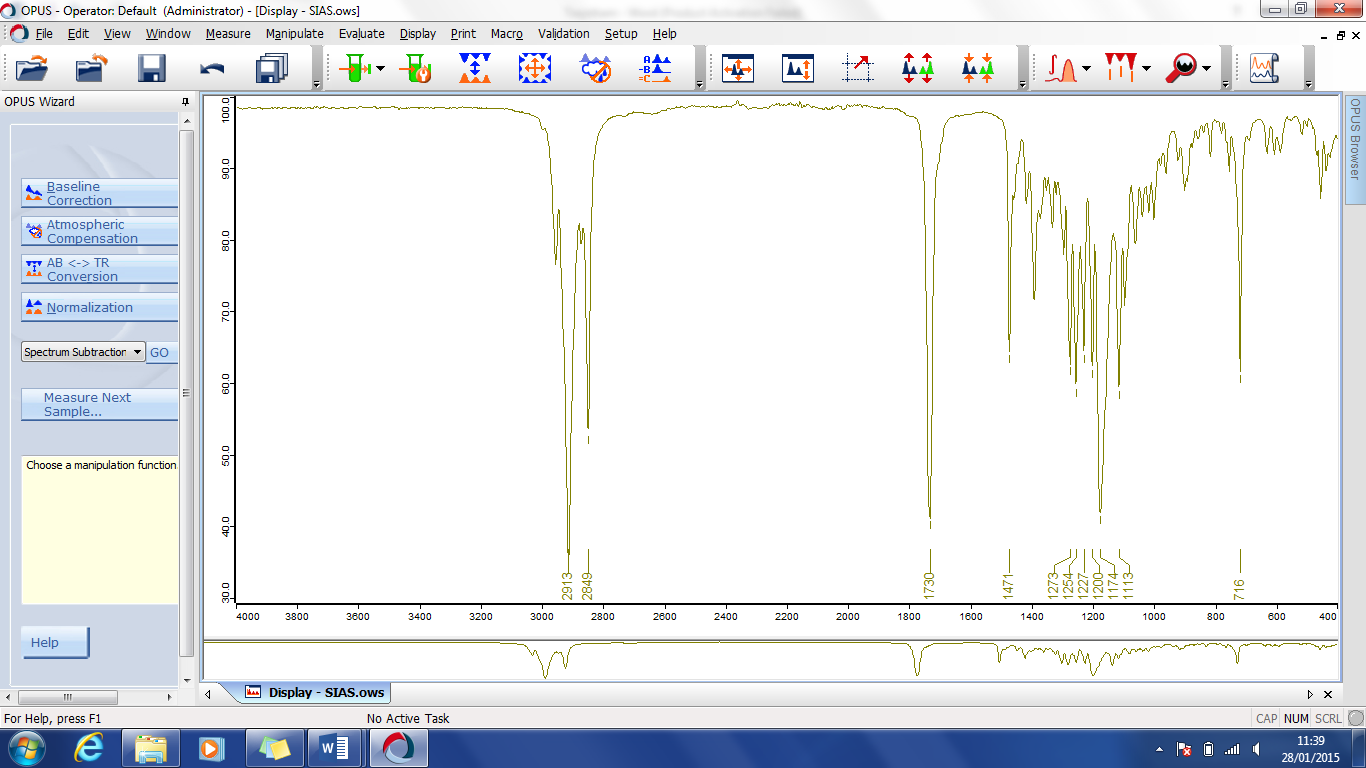 OPUS - Operator: Default (Administrator) - [Display - SIAS.ows]
File Edit View Window Measure Manipulate Evaluate Display Print Macro Validation Setup Help
OPUS Wizard
Baseline
Correction
Atmospheric
Compensation
AB <-> TR
Conversion
Normalization
Spectrum Subtraction GO
Measure Next
Sample...
Choose a manipulation function
Help
100.0
90.0
80.0
70.0
60.0
50.0
40.0
30.0
2913
2849
1730
1471
1273
1254
1227
1200
1174
1113
716
4000 3800 3600 3400 3200 3000 2800 2600 2400 2200 2000 1800 1600 1400 1200 1000 800 600 400
OPUS Browser
Display - SIAS.ows
For Help, press F1 No Active Task CAP NUM SCRL
11:39
28/01/2015